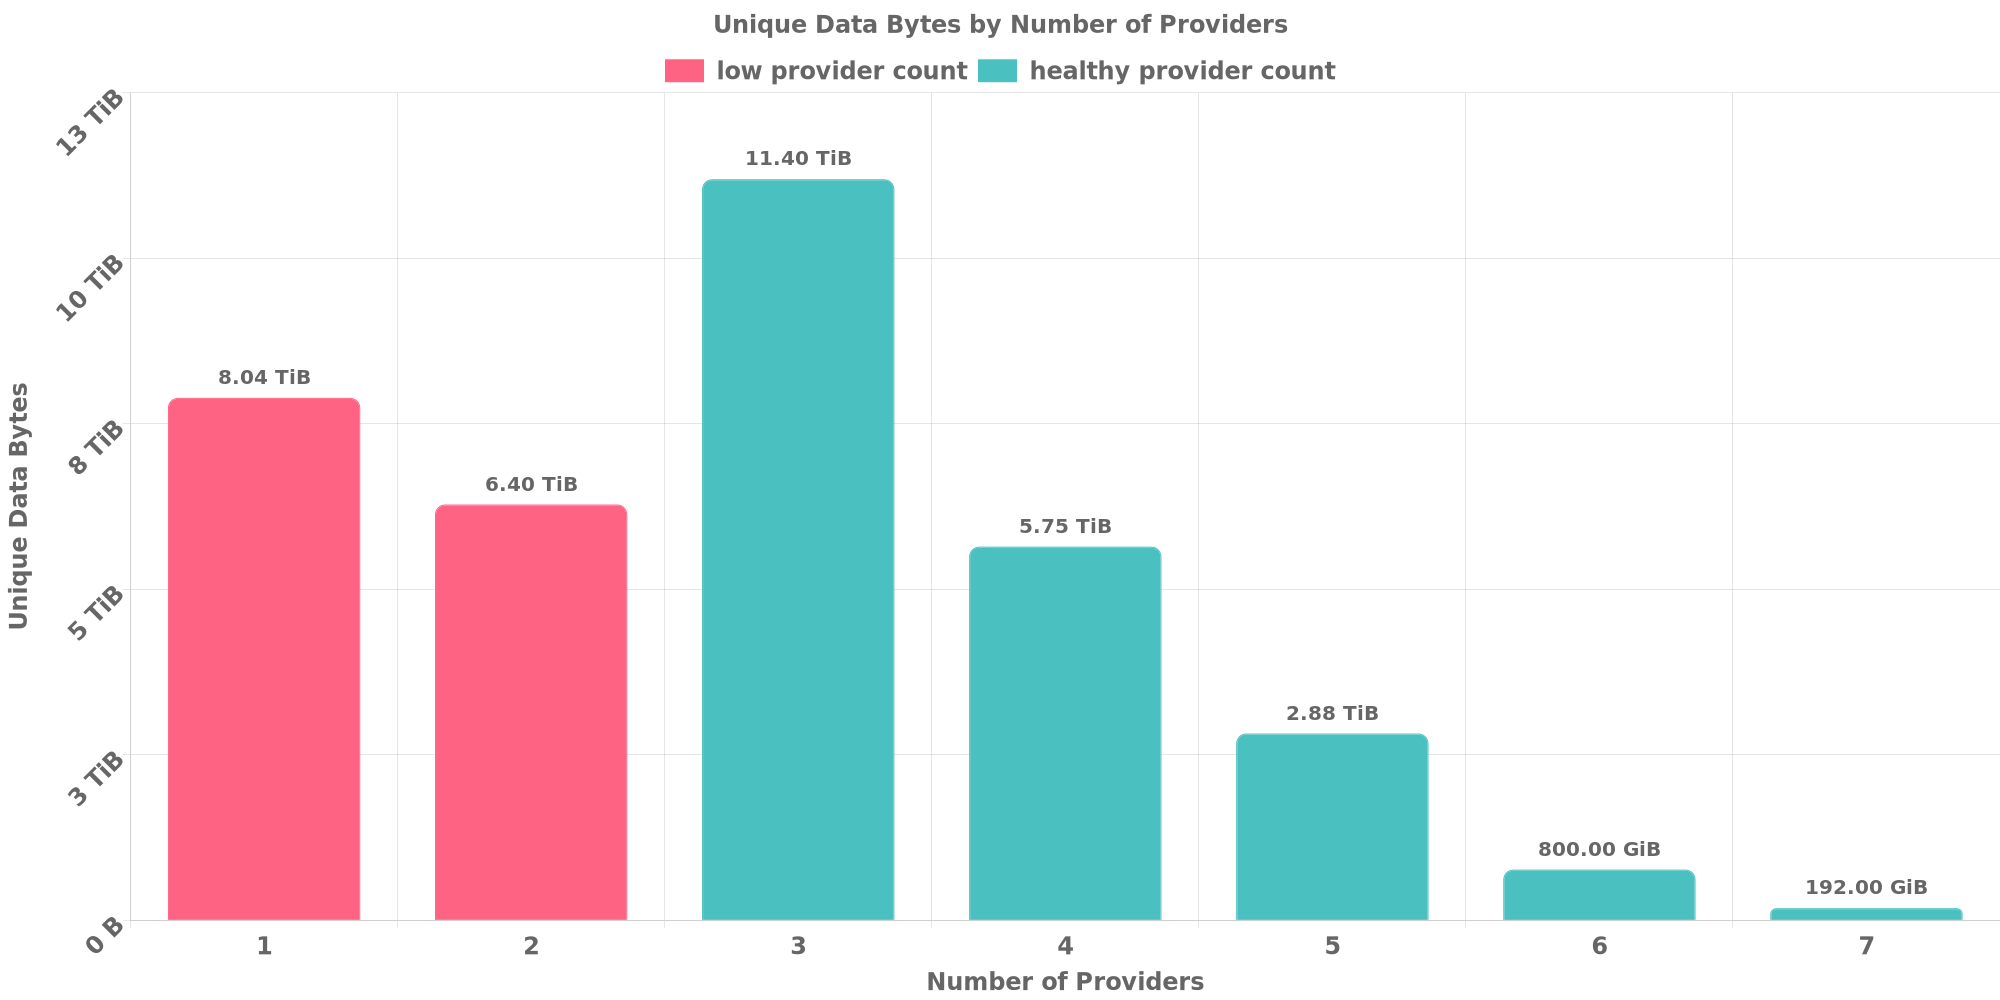 Unique Data Bytes by Number of Providers
low provider count healthy provider count
13 TiB
10 TiB
8 TiB
5 TiB
3 TiB
0 B
Unique Data Bytes
8.04 TiB
6.40 TiB
11.40 TiB
5.75 TiB
2.88 TiB
800.00 GiB
192.00 GiB
1 2 3 4 5 6 7
Number of Providers